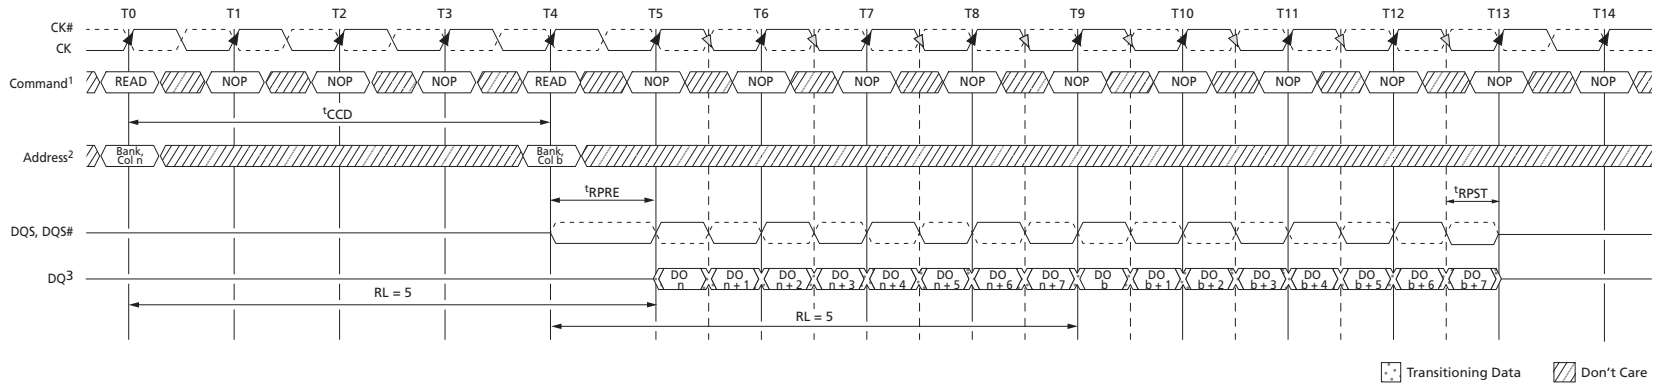 T0 T1 T2 T3 T4 T5 T6 T7 T8 T9 T10 T11 T12 T13 T14
CK#
CK
Command1 READ NOP NOP NOP READ NOP NOP NOP NOP NOP NOP NOP NOP NOP NOP
tCCD
Address2 Bank, Col n Bank, Col b
tRPRE tRPST
DQS, DQS#
DQ3 DO n DO n + 1 DO n + 2 DO n + 3 DO n + 4 DO n + 5 DO n + 6 DO n + 7 DO b DO b + 1 DO b + 2 DO b + 3 DO b + 4 DO b + 5 DO b + 6 DO b + 7
RL = 5
RL = 5
Transitioning Data Don't Care